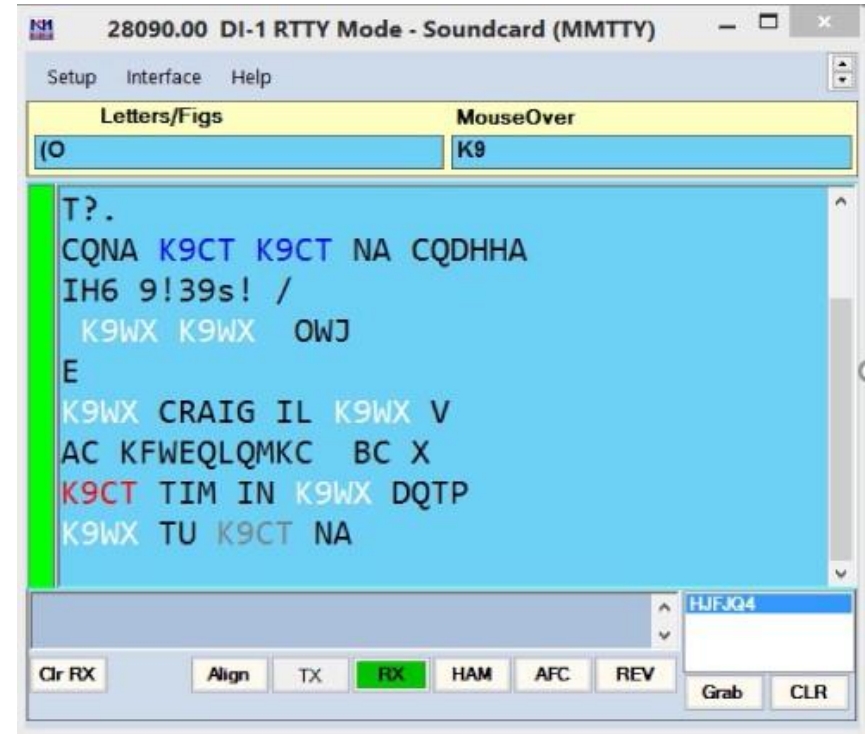 28090.00 DI-1 RTTY Mode - Soundcard (MMTTY)
Setup Interface Help
Letters/Figs MouseOver
(O K9
T?.
CQNA K9CT K9CT NA CQDHHA
IH6 9!39s! /
K9WX K9WX OWJ
E
K9WX CRAIG IL K9WX V
AC KFWEQLQMKC BC X
K9CT TIM IN K9WX DQTP
K9WX TU K9CT NA
HJFJQ4
Clr RX Align TX RX HAM AFC REV
Grab CLR